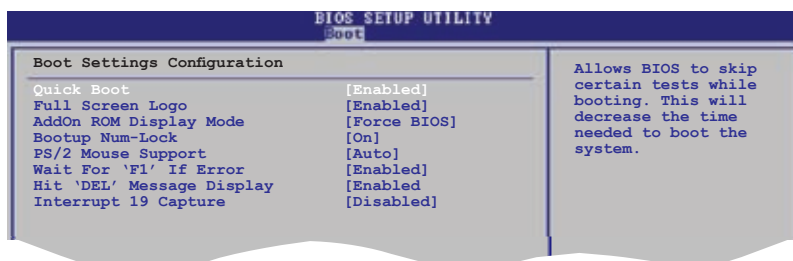 BIOS SETUP UTILITY
Boot
Boot Settings Configuration
Quick Boot [Enabled]
Full Screen Logo [Enabled]
AddOn ROM Display Mode [Force BIOS]
Bootup Num-Lock [On]
PS/2 Mouse Support [Auto]
Wait For ‘F1’ If Error [Enabled]
Hit ‘DEL’ Message Display [Enabled
Interrupt 19 Capture [Disabled]
Allows BIOS to skip
certain tests while
booting. This will
decrease the time
needed to boot the
system.